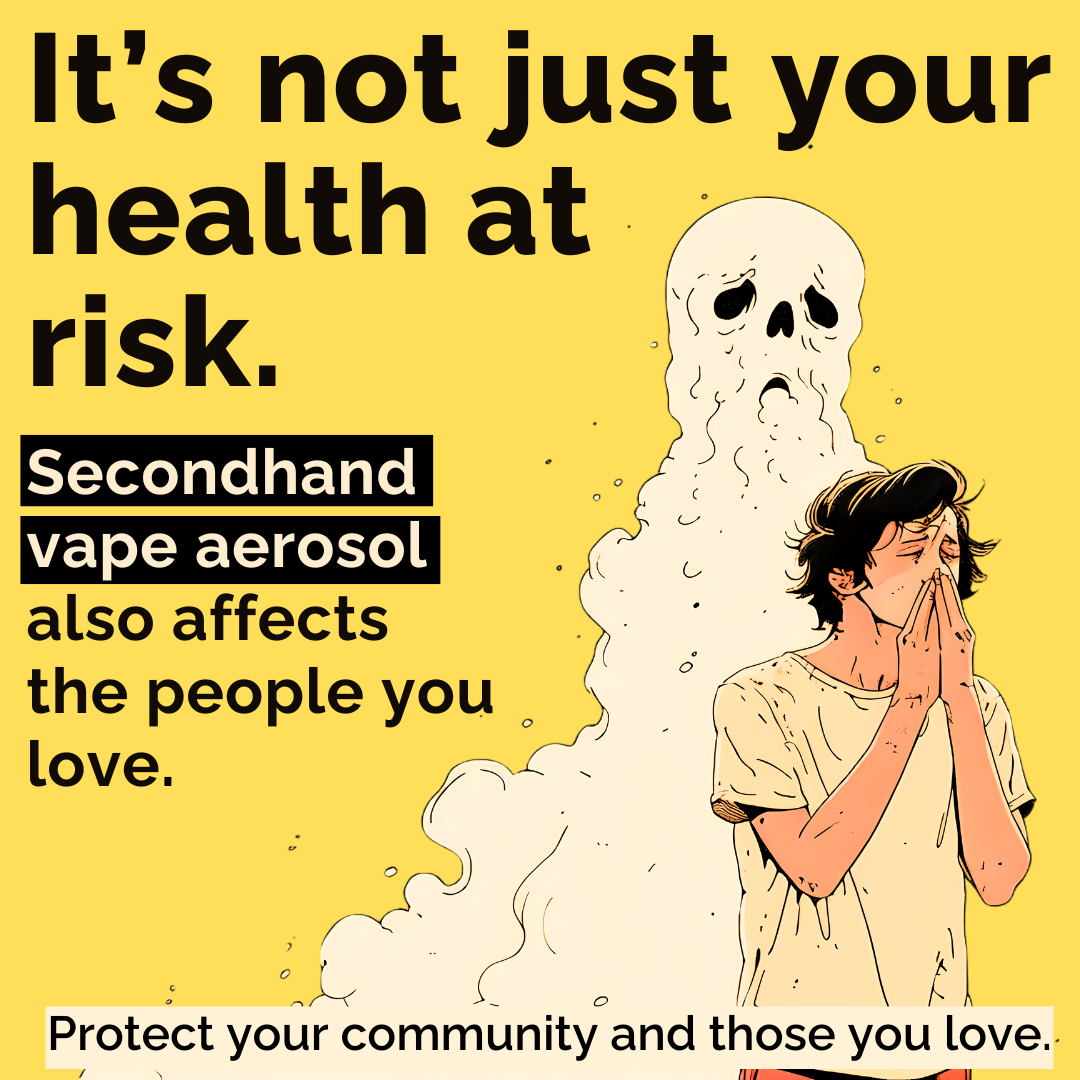 It’s not just your
health at
risk.
Secondhand
vape aerosol
also affects
the people you
love.
Protect your community and those you love.